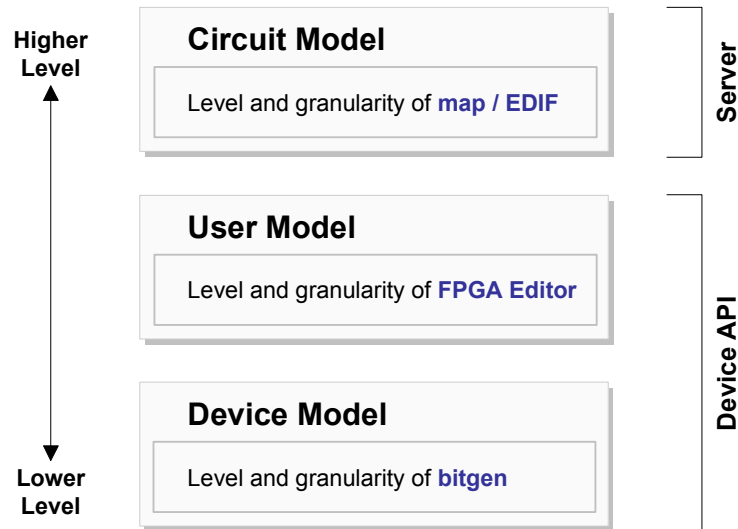 Higher
Level
Circuit Model
Level and granularity of map / EDIF
Server
User Model
Level and granularity of FPGA Editor
Device API
Device Model
Level and granularity of bitgen
Lower
Level